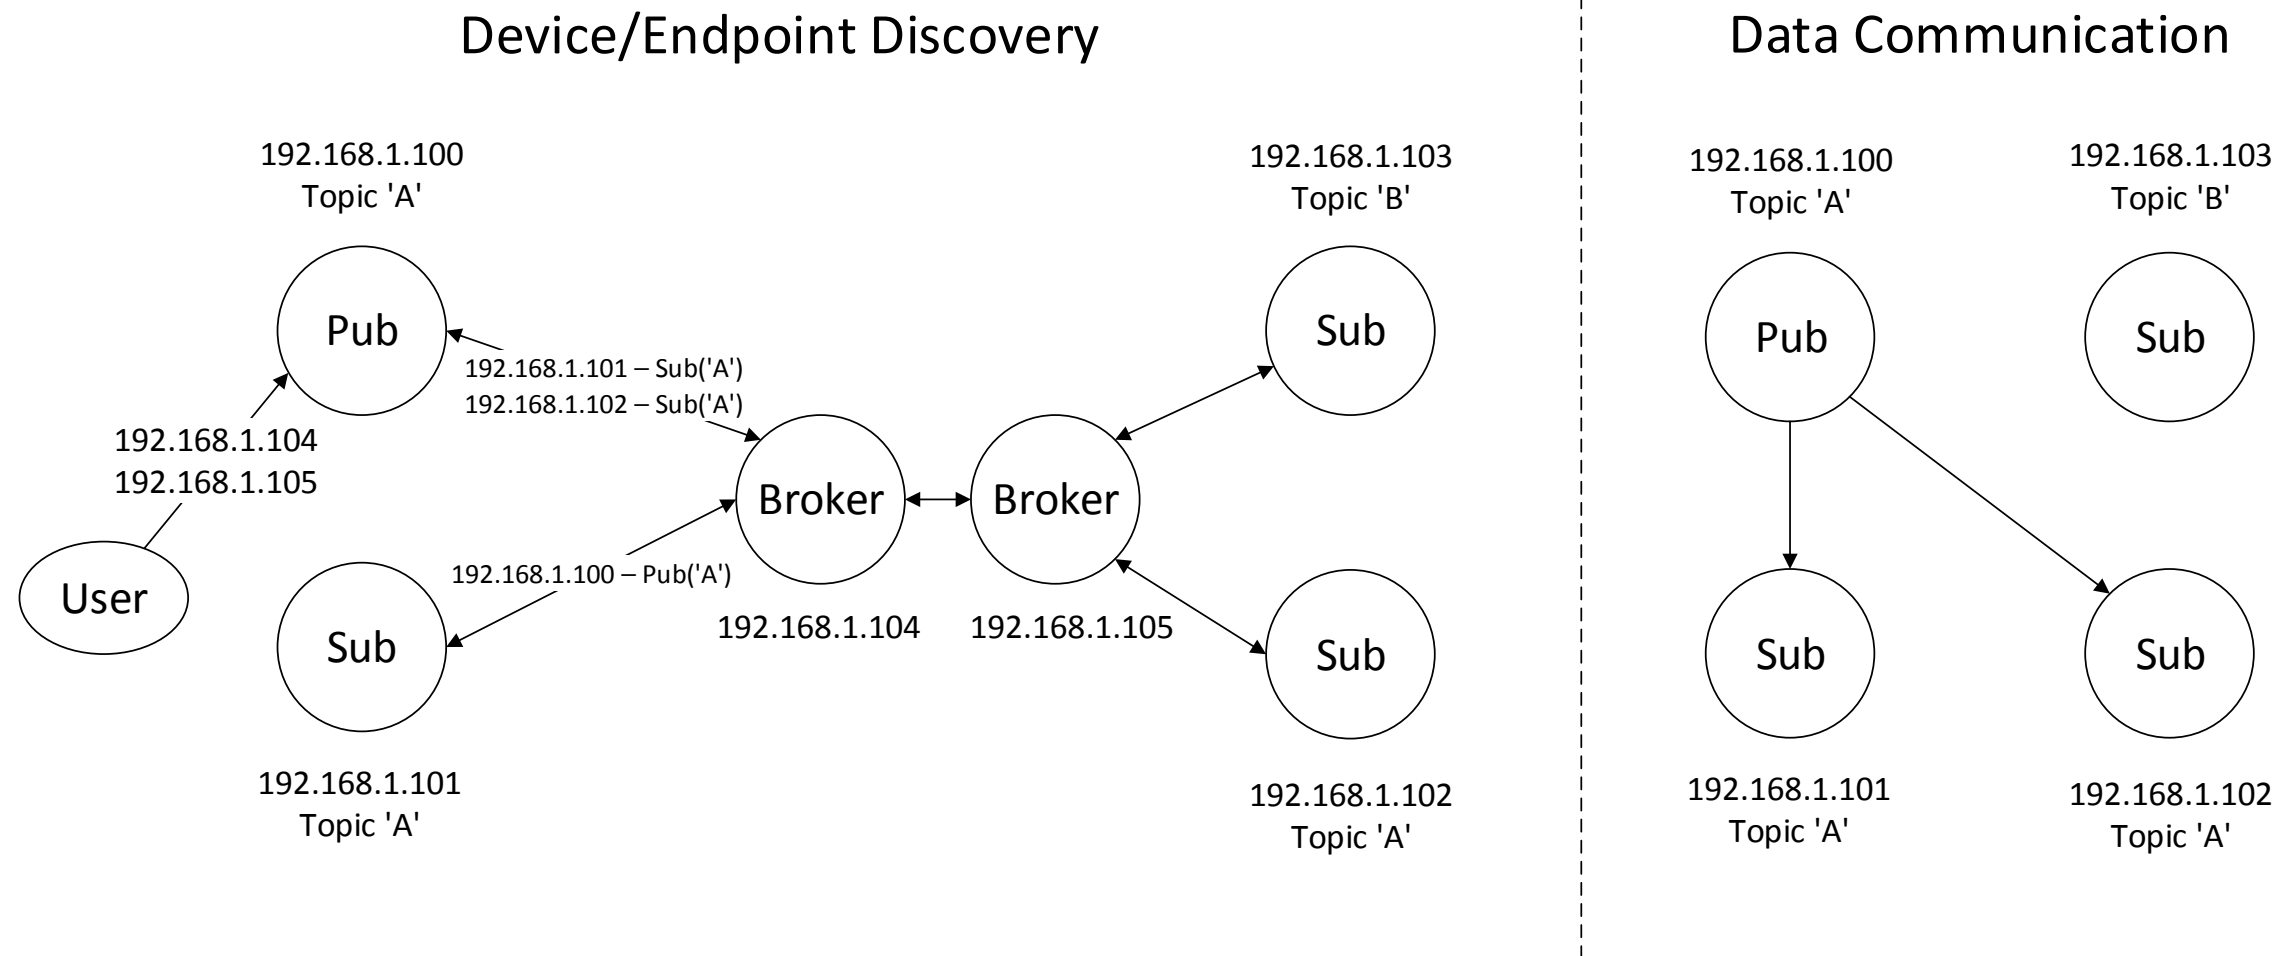 Device/Endpoint Discovery
192.168.1.100
Topic 'A'
192.168.1.103
Topic 'B'
Pub
Sub
192.168.1.101 – Sub('A')
192.168.1.102 – Sub('A')
192.168.1.104
192.168.1.105
Broker
Broker
User
192.168.1.100 – Pub('A')
192.168.1.104
192.168.1.105
Sub
Sub
192.168.1.101
Topic 'A'
192.168.1.102
Topic 'A'
Data Communication
192.168.1.100
Topic 'A'
192.168.1.103
Topic 'B'
Pub
Sub
Sub
Sub
192.168.1.101
Topic 'A'
192.168.1.102
Topic 'A'